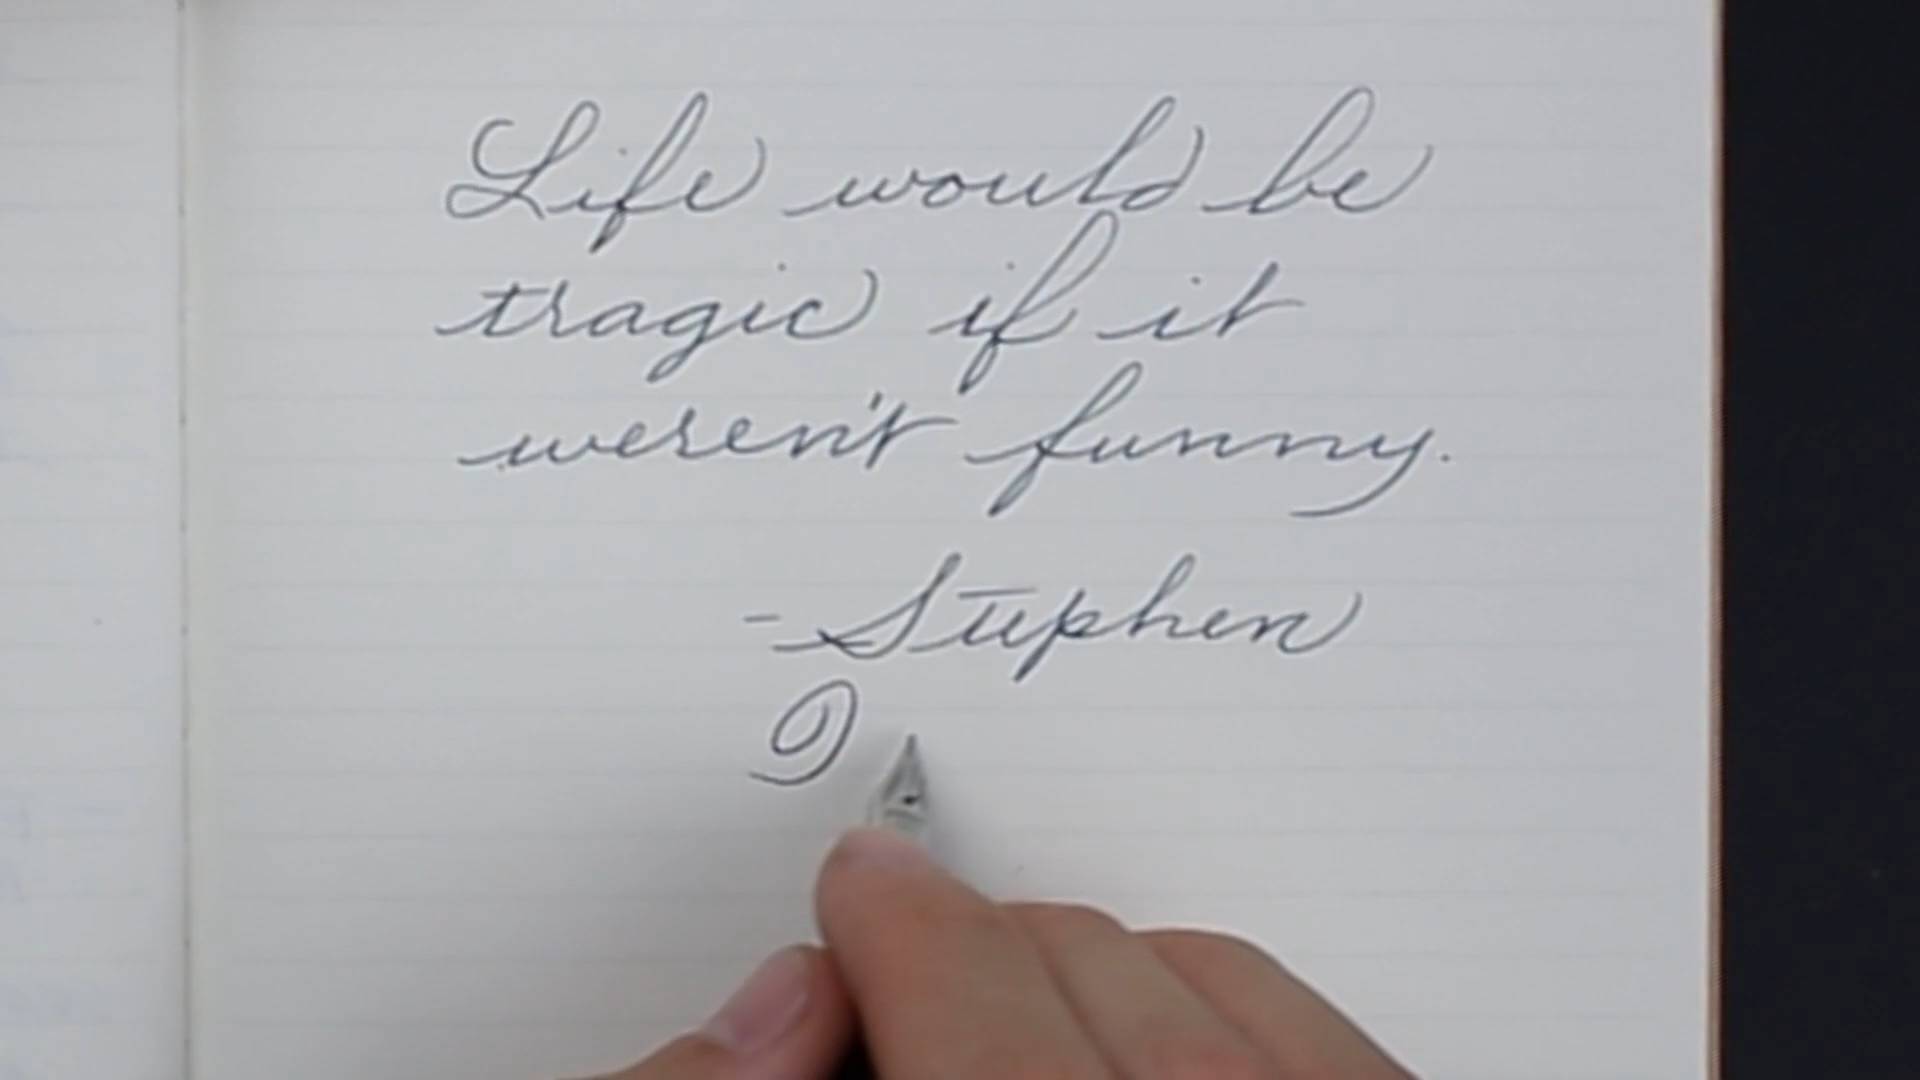 Life would be
tragic if it
weren't funny.
- Stephen